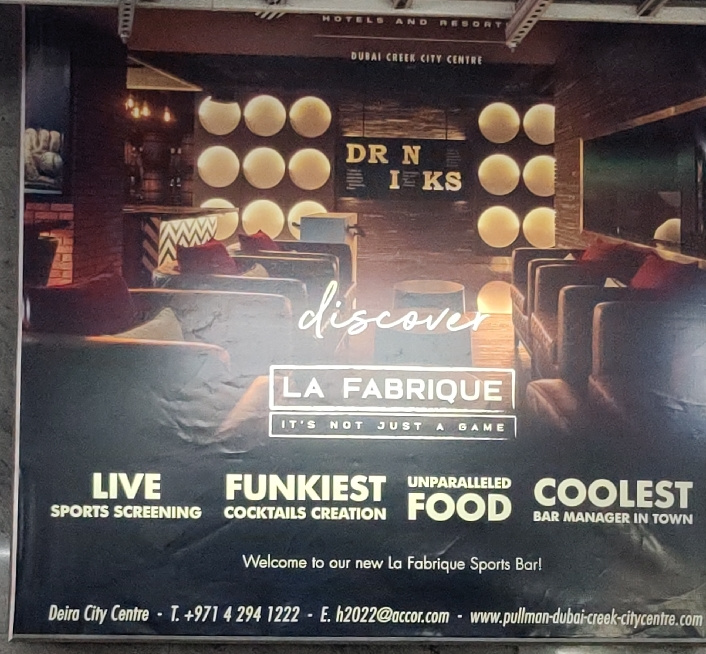 HOTELS AND RESORTS
DUBAI CREEK CITY CENTRE
DR N
I KS
discover
LA FABRIQUE
IT'S NOT JUST A GAME
LIVE
SPORTS SCREENING
FUNKIEST
COCKTAILS CREATION
UNPARALLELED
FOOD
COOLEST
BAR MANAGER IN TOWN
Welcome to our new La Fabrique Sports Bar!
Deira City Centre - T. +971 4 294 1222 - E. h2022@accor.com - www.pullman-dubai-creek-citycentre.com